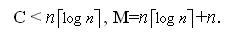 C < n⌈log n⌉, M=n⌈log n⌉+n.